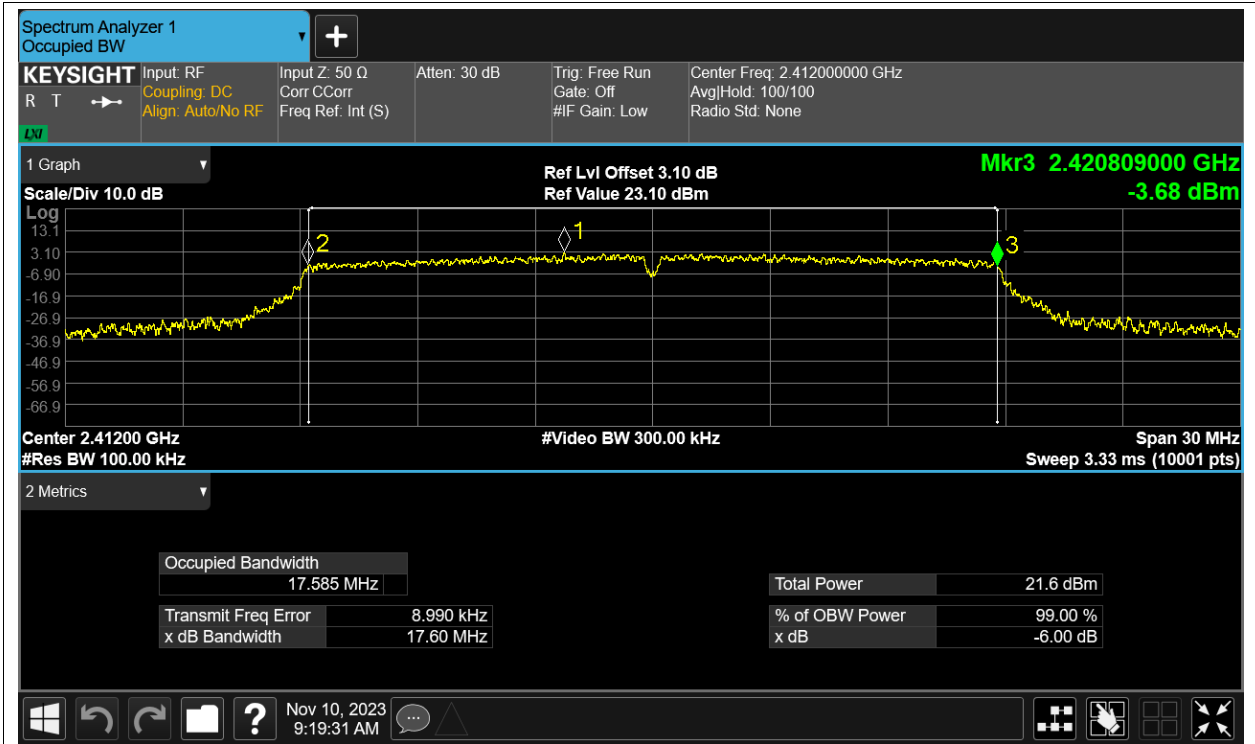 Spectrum Analyzer 1
Occupied BW
KEYSIGHT
R T
LXI
Input: RF
Coupling: DC
Align: Auto/No RF
Input Z: 50 Ω
Corr CCorr
Freq Ref: Int (S)
Atten: 30 dB
Trig: Free Run
Gate: Off
#IF Gain: Low
Center Freq: 2.412000000 GHz
Avg|Hold: 100/100
Radio Std: None
1 Graph
Scale/Div 10.0 dB
Ref Lvl Offset 3.10 dB
Ref Value 23.10 dBm
Mkr3 2.420809000 GHz
-3.68 dBm
Log
13.1
3.10
-6.90
-16.9
-26.9
-36.9
-46.9
-56.9
-66.9
2
1
3
Center 2.41200 GHz
#Res BW 100.00 kHz
#Video BW 300.00 kHz
Span 30 MHz
Sweep 3.33 ms (10001 pts)
2 Metrics
Occupied Bandwidth
17.585 MHz
Transmit Freq Error 8.990 kHz
x dB Bandwidth 17.60 MHz
Total Power 21.6 dBm
% of OBW Power 99.00 %
x dB -6.00 dB
?
Nov 10, 2023
9:19:31 AM